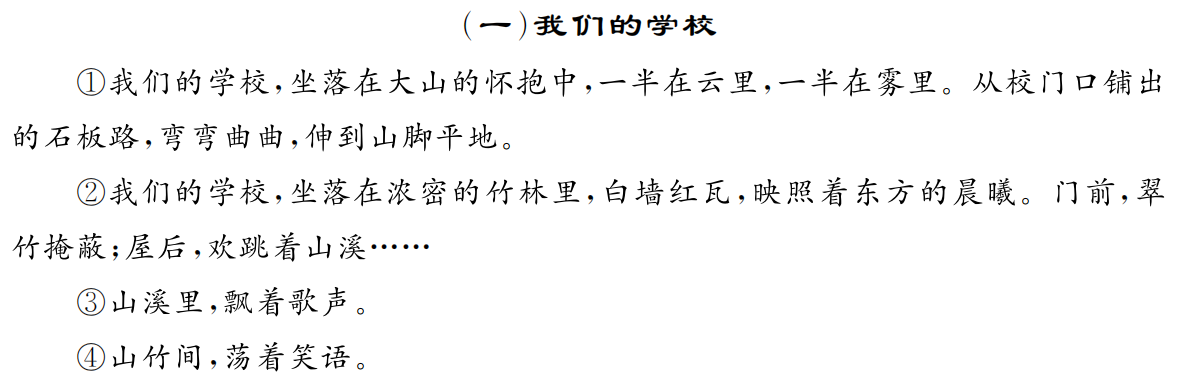 (一)我们的学校
①我们的学校,坐落在大山的怀抱中,一半在云里,一半在雾里。从校门口铺出
的石板路,弯弯曲曲,伸到山脚平地。
②我们的学校,坐落在浓密的竹林里,白墙红瓦,映照着东方的晨曦。门前,翠
竹掩蔽;屋后,欢跳着山溪……
③山溪里,飘着歌声。
④山竹间,荡着笑语。